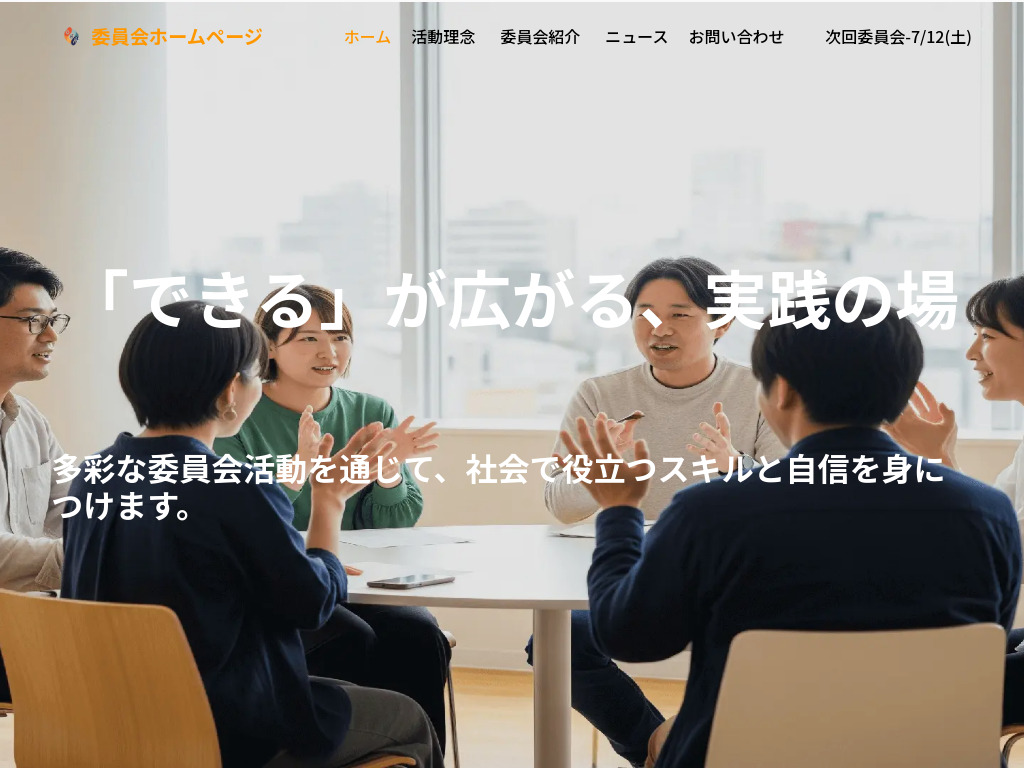 委員会ホームページ
ホーム 活動理念 委員会紹介 ニュース お問い合わせ 次回委員会-7/12(土)
「できる」が広がる、実践の場
多彩な委員会活動を通じて、社会で役立つスキルと自信を身に
つけます。